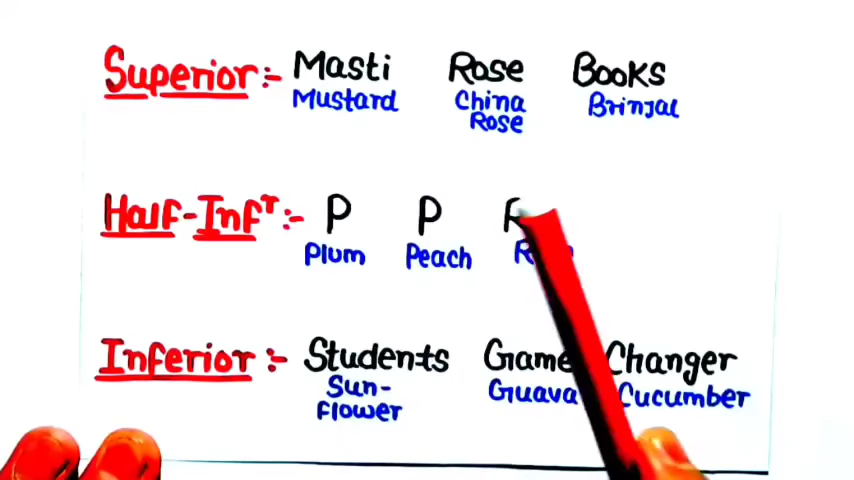 Superior:- Masti Rose Books
Mustard China Brinjal
Rose
Half-Infr:- P P R
Plum Peach
Inferior:- Students Game Changer
Sun- Guava Cucumber
flower